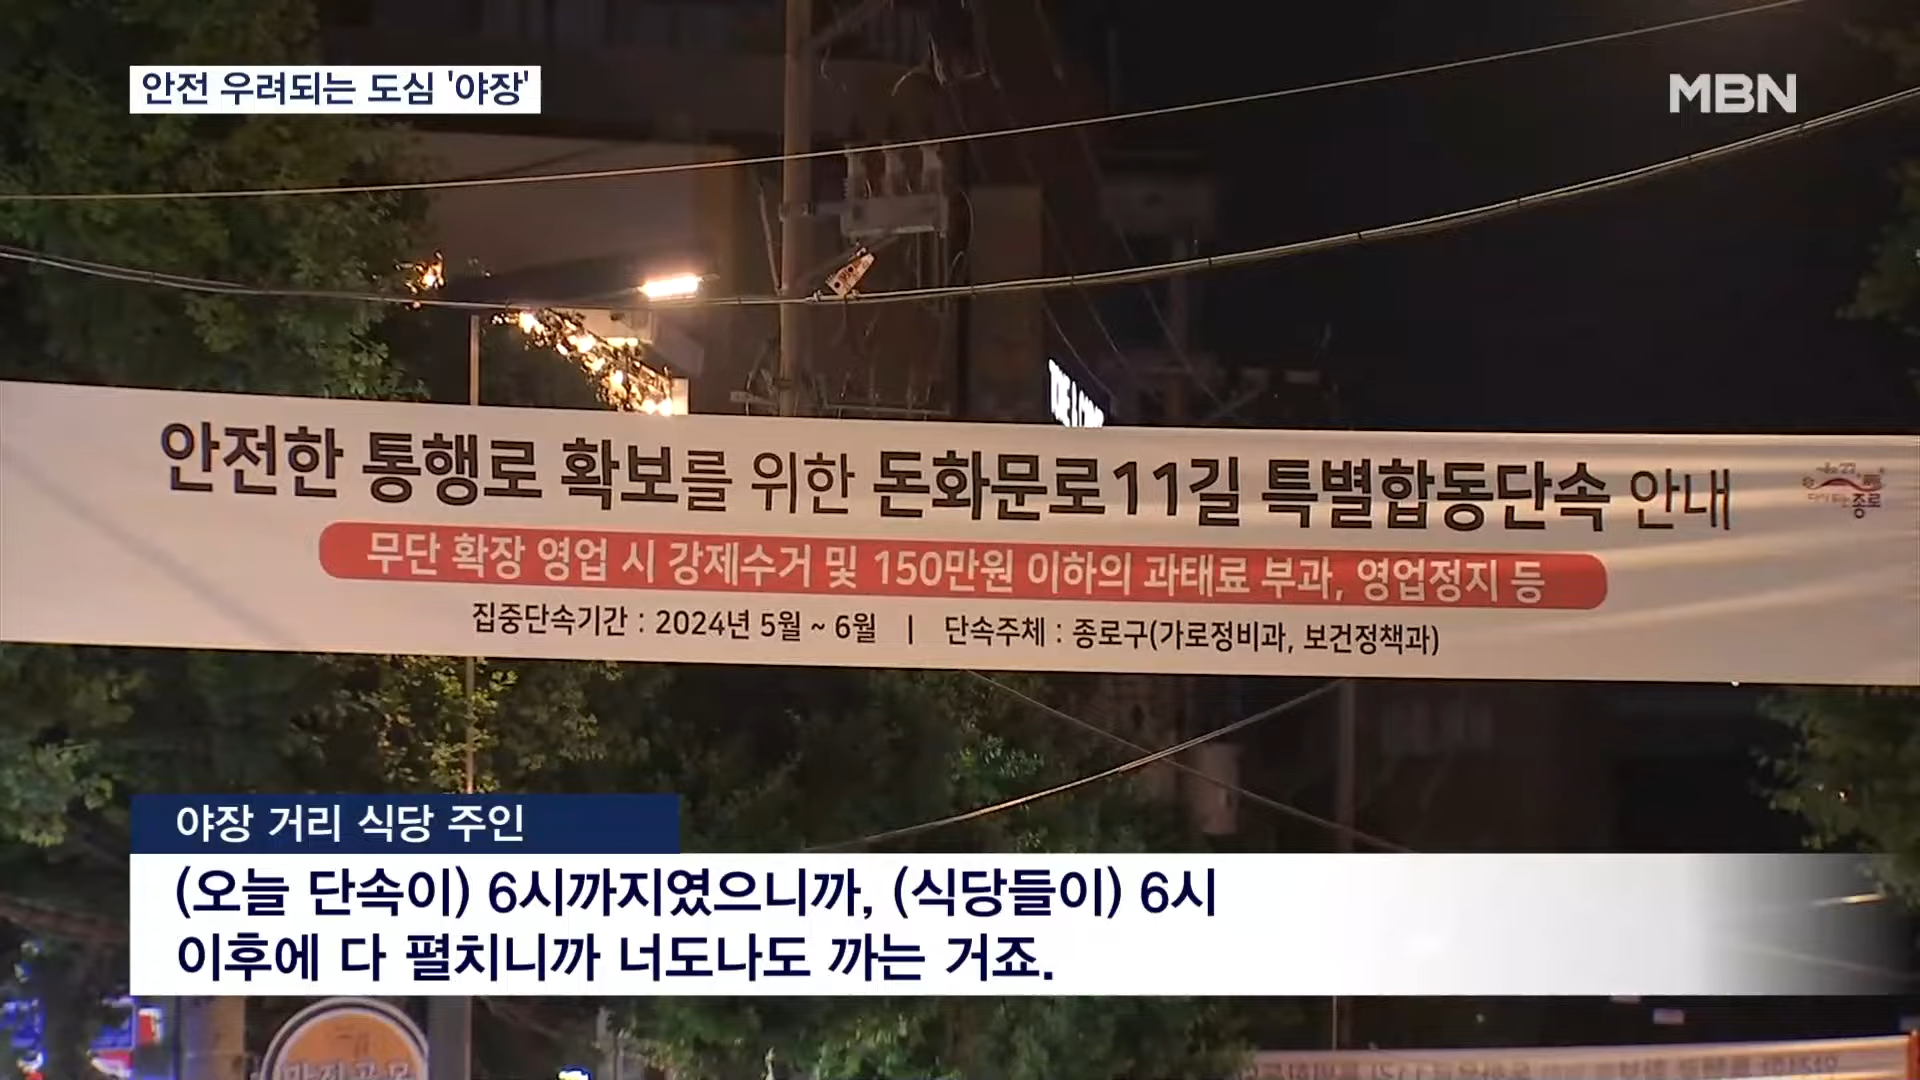 안전 우려되는 도심 '야장'
MBN
안전한 통행로 확보를 위한 돈화문로11길 특별합동단속 안내
종로
무단 확장 영업 시 강제수거 및 150만원 이하의 과태료 부과, 영업정지 등
집중단속기간 : 2024년 5월 ~ 6월 | 단속주체 : 종로구(가로정비과, 보건정책과)
야장 거리 식당 주인
(오늘 단속이) 6시까지였으니까, (식당들이) 6시
이후에 다 펼치니까 너도나도 까는 거죠.